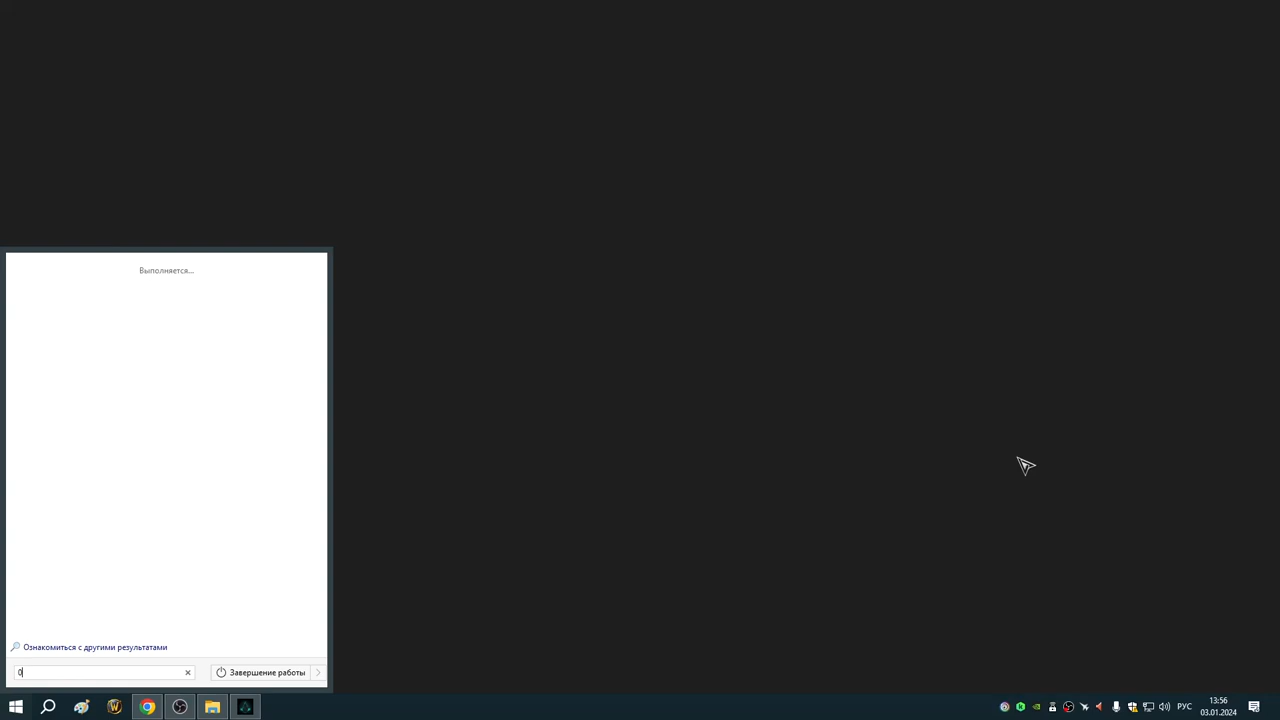 Выполняется...
Ознакомиться с другими результатами
0
Завершение работы
РУС
13:56
03.01.2024